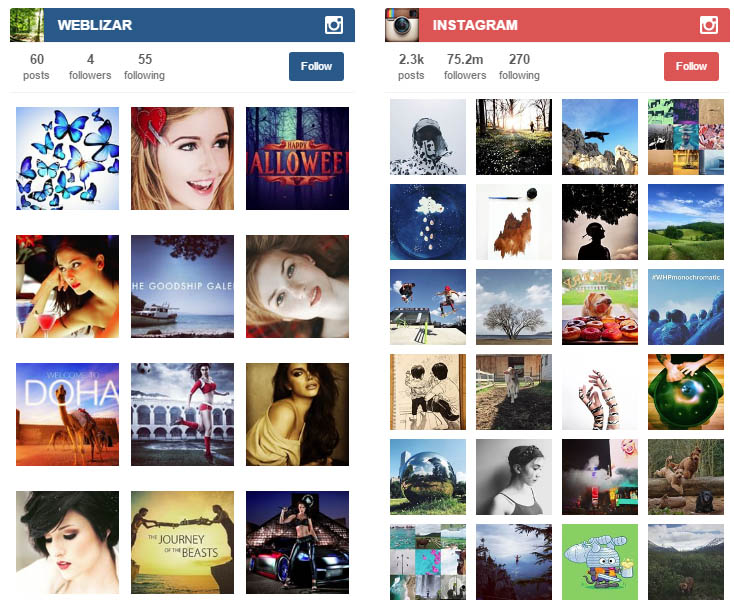 WEBLIZAR
60 4 55
posts followers following
Follow
HAPPY
HALLOWEEN
THE GOODSHIP GALE
WELCOME TO
DOHA
THE JOURNEY
OF THE BEASTS
INSTAGRAM
2.3k 75.2m 270
posts followers following
Follow
#WHPmonochromatic